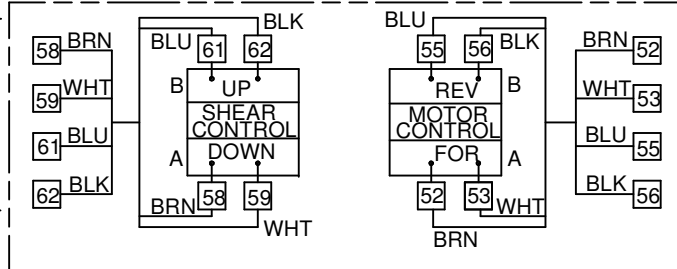 BLK
BLU
61
62
58
BRN
59
WHT
61
BLU
62
BLK
B
UP
SHEAR
CONTROL
A
DOWN
58
59
BRN
WHT
BLU
55
56
BLK
REV
B
MOTOR
CONTROL
FOR
A
52
53
WHT
BRN
BRN
52
WHT
53
BLU
55
BLK
56